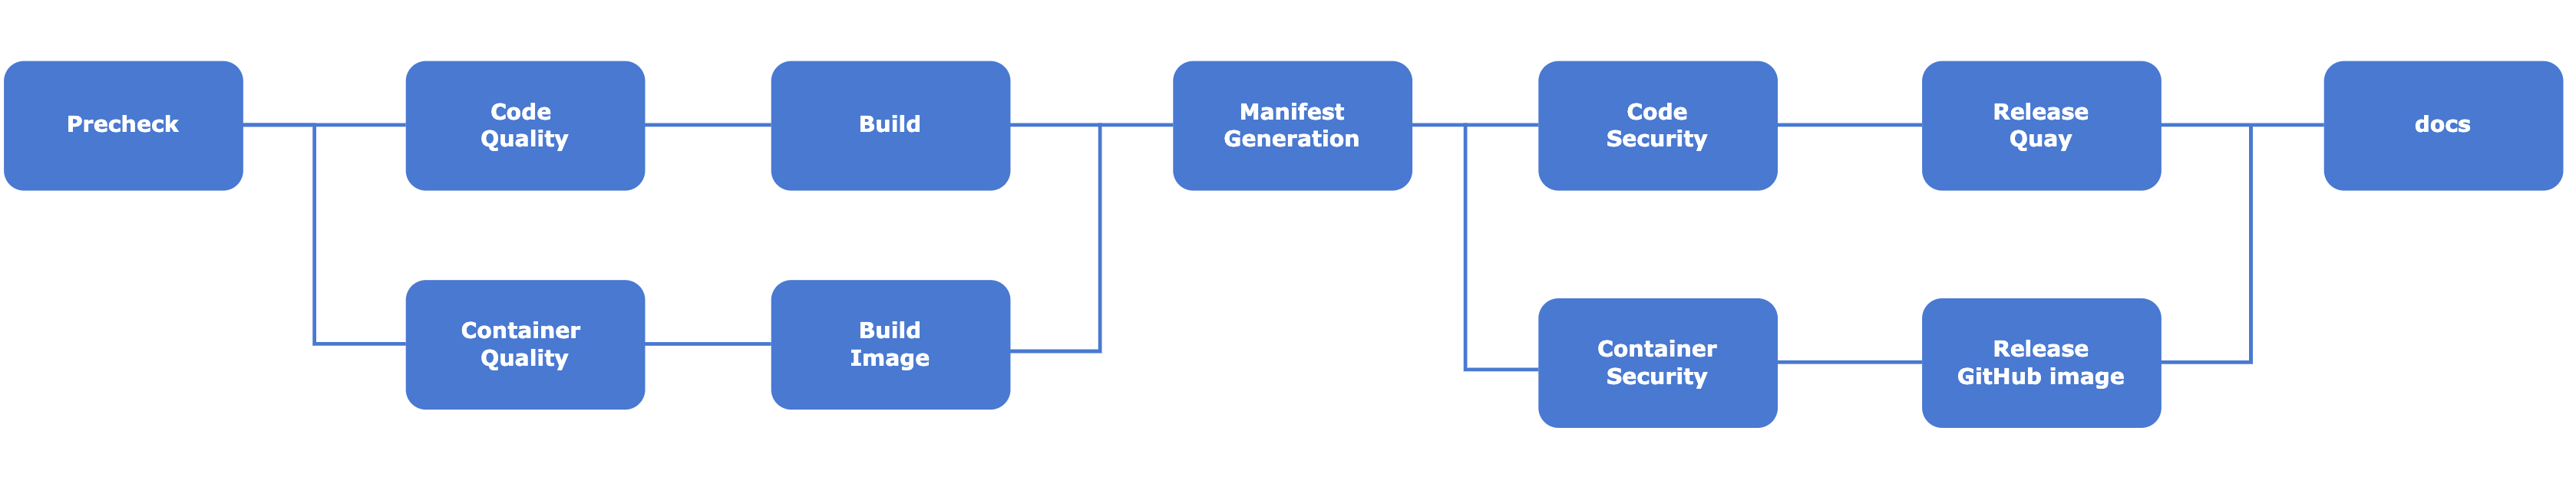 Precheck
Code
Quality
Build
Manifest
Generation
Code
Security
Release
Quay
docs
Container
Quality
Build
Image
Container
Security
Release
GitHub image